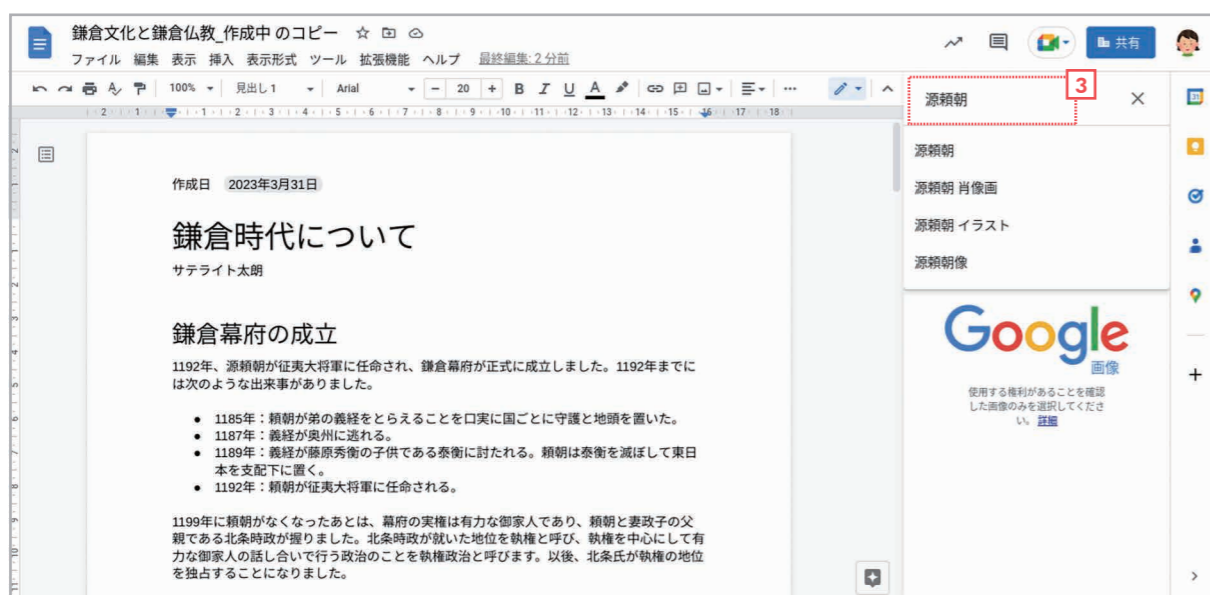 鎌倉文化と鎌倉仏教_作成中 のコピー
ファイル 編集 表示 挿入 表示形式 ツール 拡張機能 ヘルプ 最終編集: 2 分前
共有
100% 見出し 1 Arial - 20 + B I U A
2 1 1 2 3 4 5 6 7 8 9 10 11 12 13 14 15 16 17 18
源頼朝
3
源頼朝
源頼朝 肖像画
源頼朝 イラスト
源頼朝像
Google
画像
使用する権利があることを確認
した画像のみを選択してくださ
い。 詳細
31
作成日 2023年3月31日
鎌倉時代について
サテライト太朗
鎌倉幕府の成立
1192年、源頼朝が征夷大将軍に任命され、鎌倉幕府が正式に成立しました。1192年までに
は次のような出来事がありました。
● 1185年：頼朝が弟の義経をとらえることを口実に国ごとに守護と地頭を置いた。
● 1187年：義経が奥州に逃れる。
● 1189年：義経が藤原秀衡の子供である泰衡に討たれる。頼朝は泰衡を滅ぼして東日
本を支配下に置く。
● 1192年：頼朝が征夷大将軍に任命される。
1199年に頼朝がなくなったあとは、幕府の実権は有力な御家人であり、頼朝と妻政子の父
親である北条時政が握りました。北条時政が就いた地位を執権と呼び、執権を中心にして有
力な御家人の話し合いで行う政治のことを執権政治と呼びます。以後、北条氏が執権の地位
を独占することになりました。